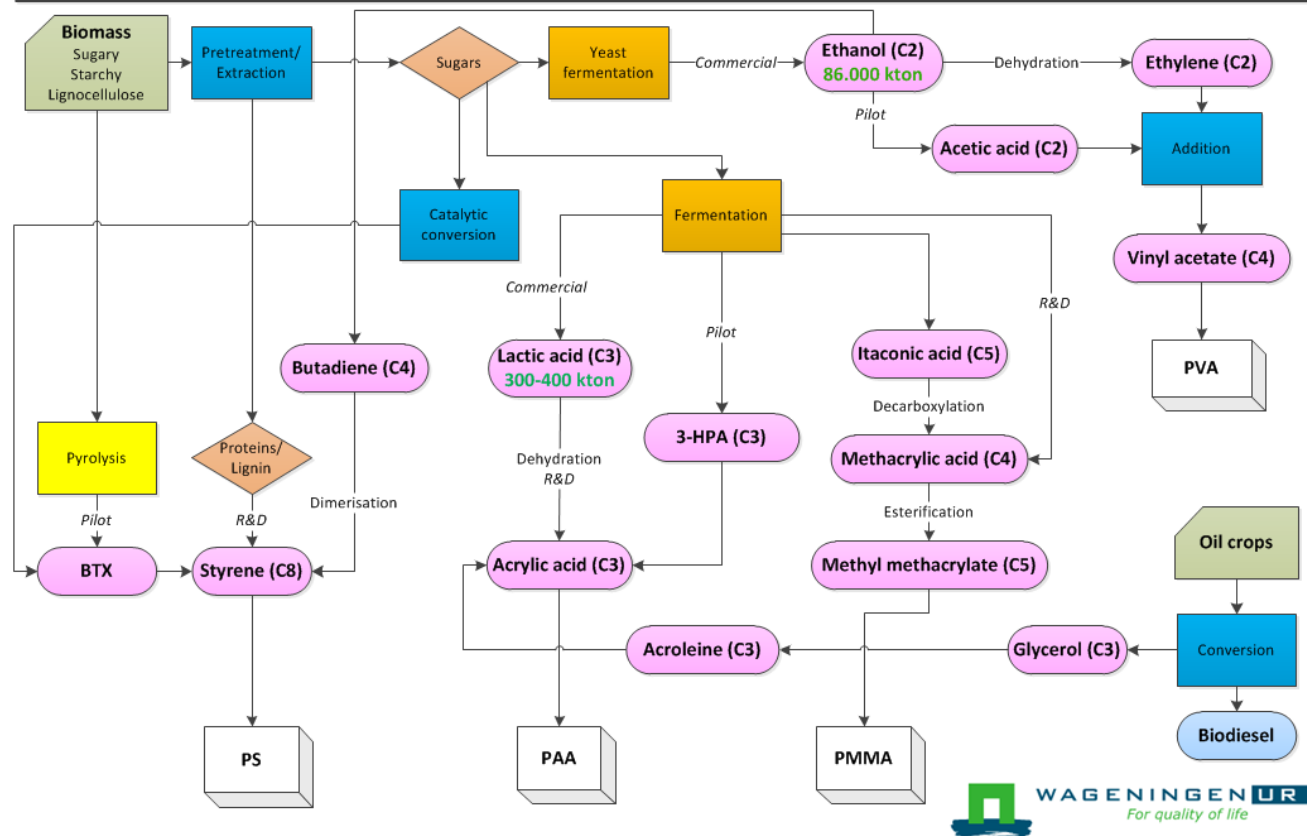 Biomass
Sugary
Starchy
Lignocellulose
Pretreatment/
Extraction
Sugars
Yeast
fermentation
Commercial
Ethanol (C2)
86.000 kton
Dehydration
Ethylene (C2)
Pilot
Acetic acid (C2)
Addition
Catalytic
conversion
Fermentation
Vinyl acetate (C4)
Commercial
Pilot
R&D
Butadiene (C4)
Lactic acid (C3)
300-400 kton
Itaconic acid (C5)
PVA
Decarboxylation
3-HPA (C3)
Pyrolysis
Proteins/
Lignin
Dehydration
R&D
Methacrylic acid (C4)
Dimerisation
Pilot
R&D
Esterification
Oil crops
BTX
Styrene (C8)
Acrylic acid (C3)
Methyl methacrylate (C5)
Acroleine (C3)
Glycerol (C3)
Conversion
Biodiesel
PS
PAA
PMMA
WAGENINGEN UR
For quality of life